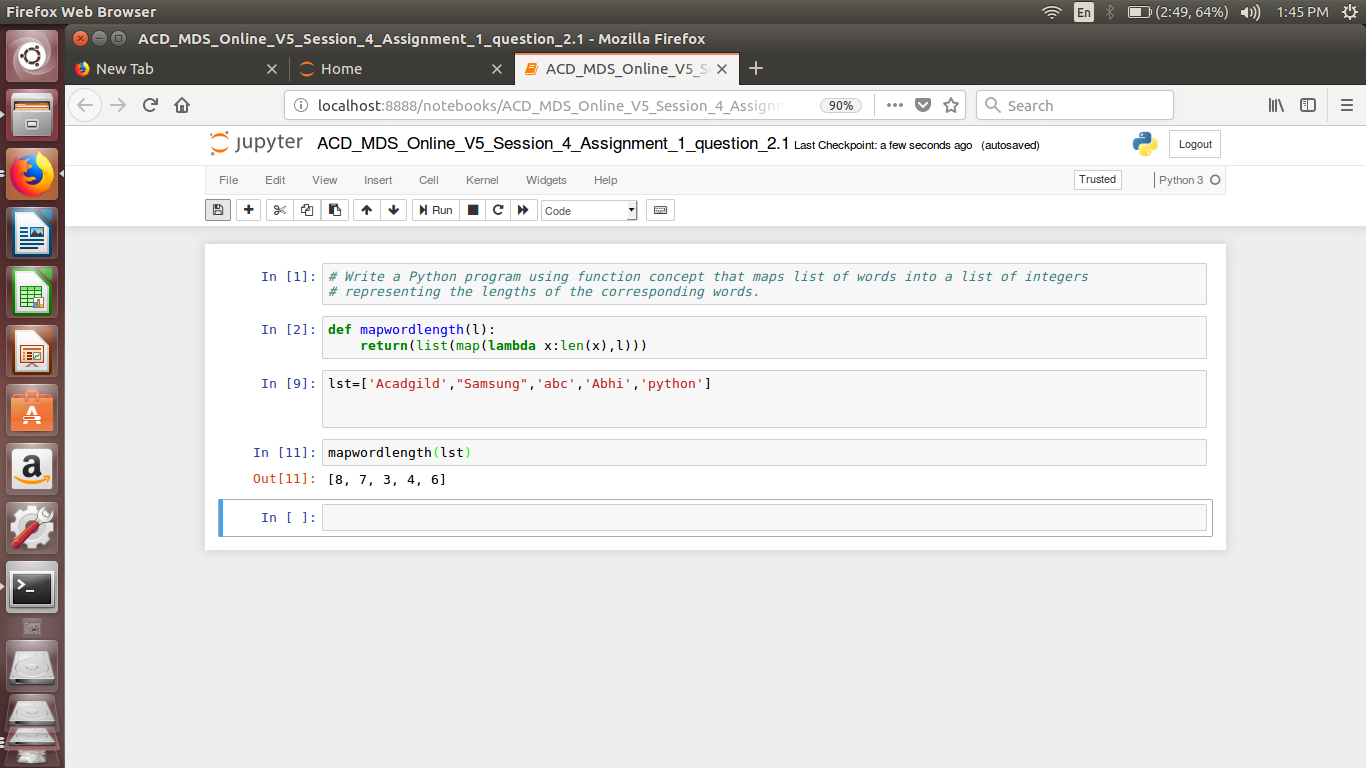 Firefox Web Browser
En
(2:49, 64%)
1:45 PM
ACD_MDS_Online_V5_Session_4_Assignment_1_question_2.1 - Mozilla Firefox
New Tab
Home
ACD_MDS_Online_V5_S
localhost:8888/notebooks/ACD_MDS_Online_V5_Session_4_Assignm
90%
Search
jupyter
ACD_MDS_Online_V5_Session_4_Assignment_1_question_2.1 Last Checkpoint: a few seconds ago (autosaved)
Logout
File Edit View Insert Cell Kernel Widgets Help
Trusted
Python 3
Run
Code
In [1]: # Write a Python program using function concept that maps list of words into a list of integers
# representing the lengths of the corresponding words.
In [2]: def mapwordlength(l):
    return(list(map(lambda x:len(x),l)))
In [9]: lst=['Acadgild',"Samsung",'abc','Abhi','python']
In [11]: mapwordlength(lst)
Out[11]: [8, 7, 3, 4, 6]
In [ ]: